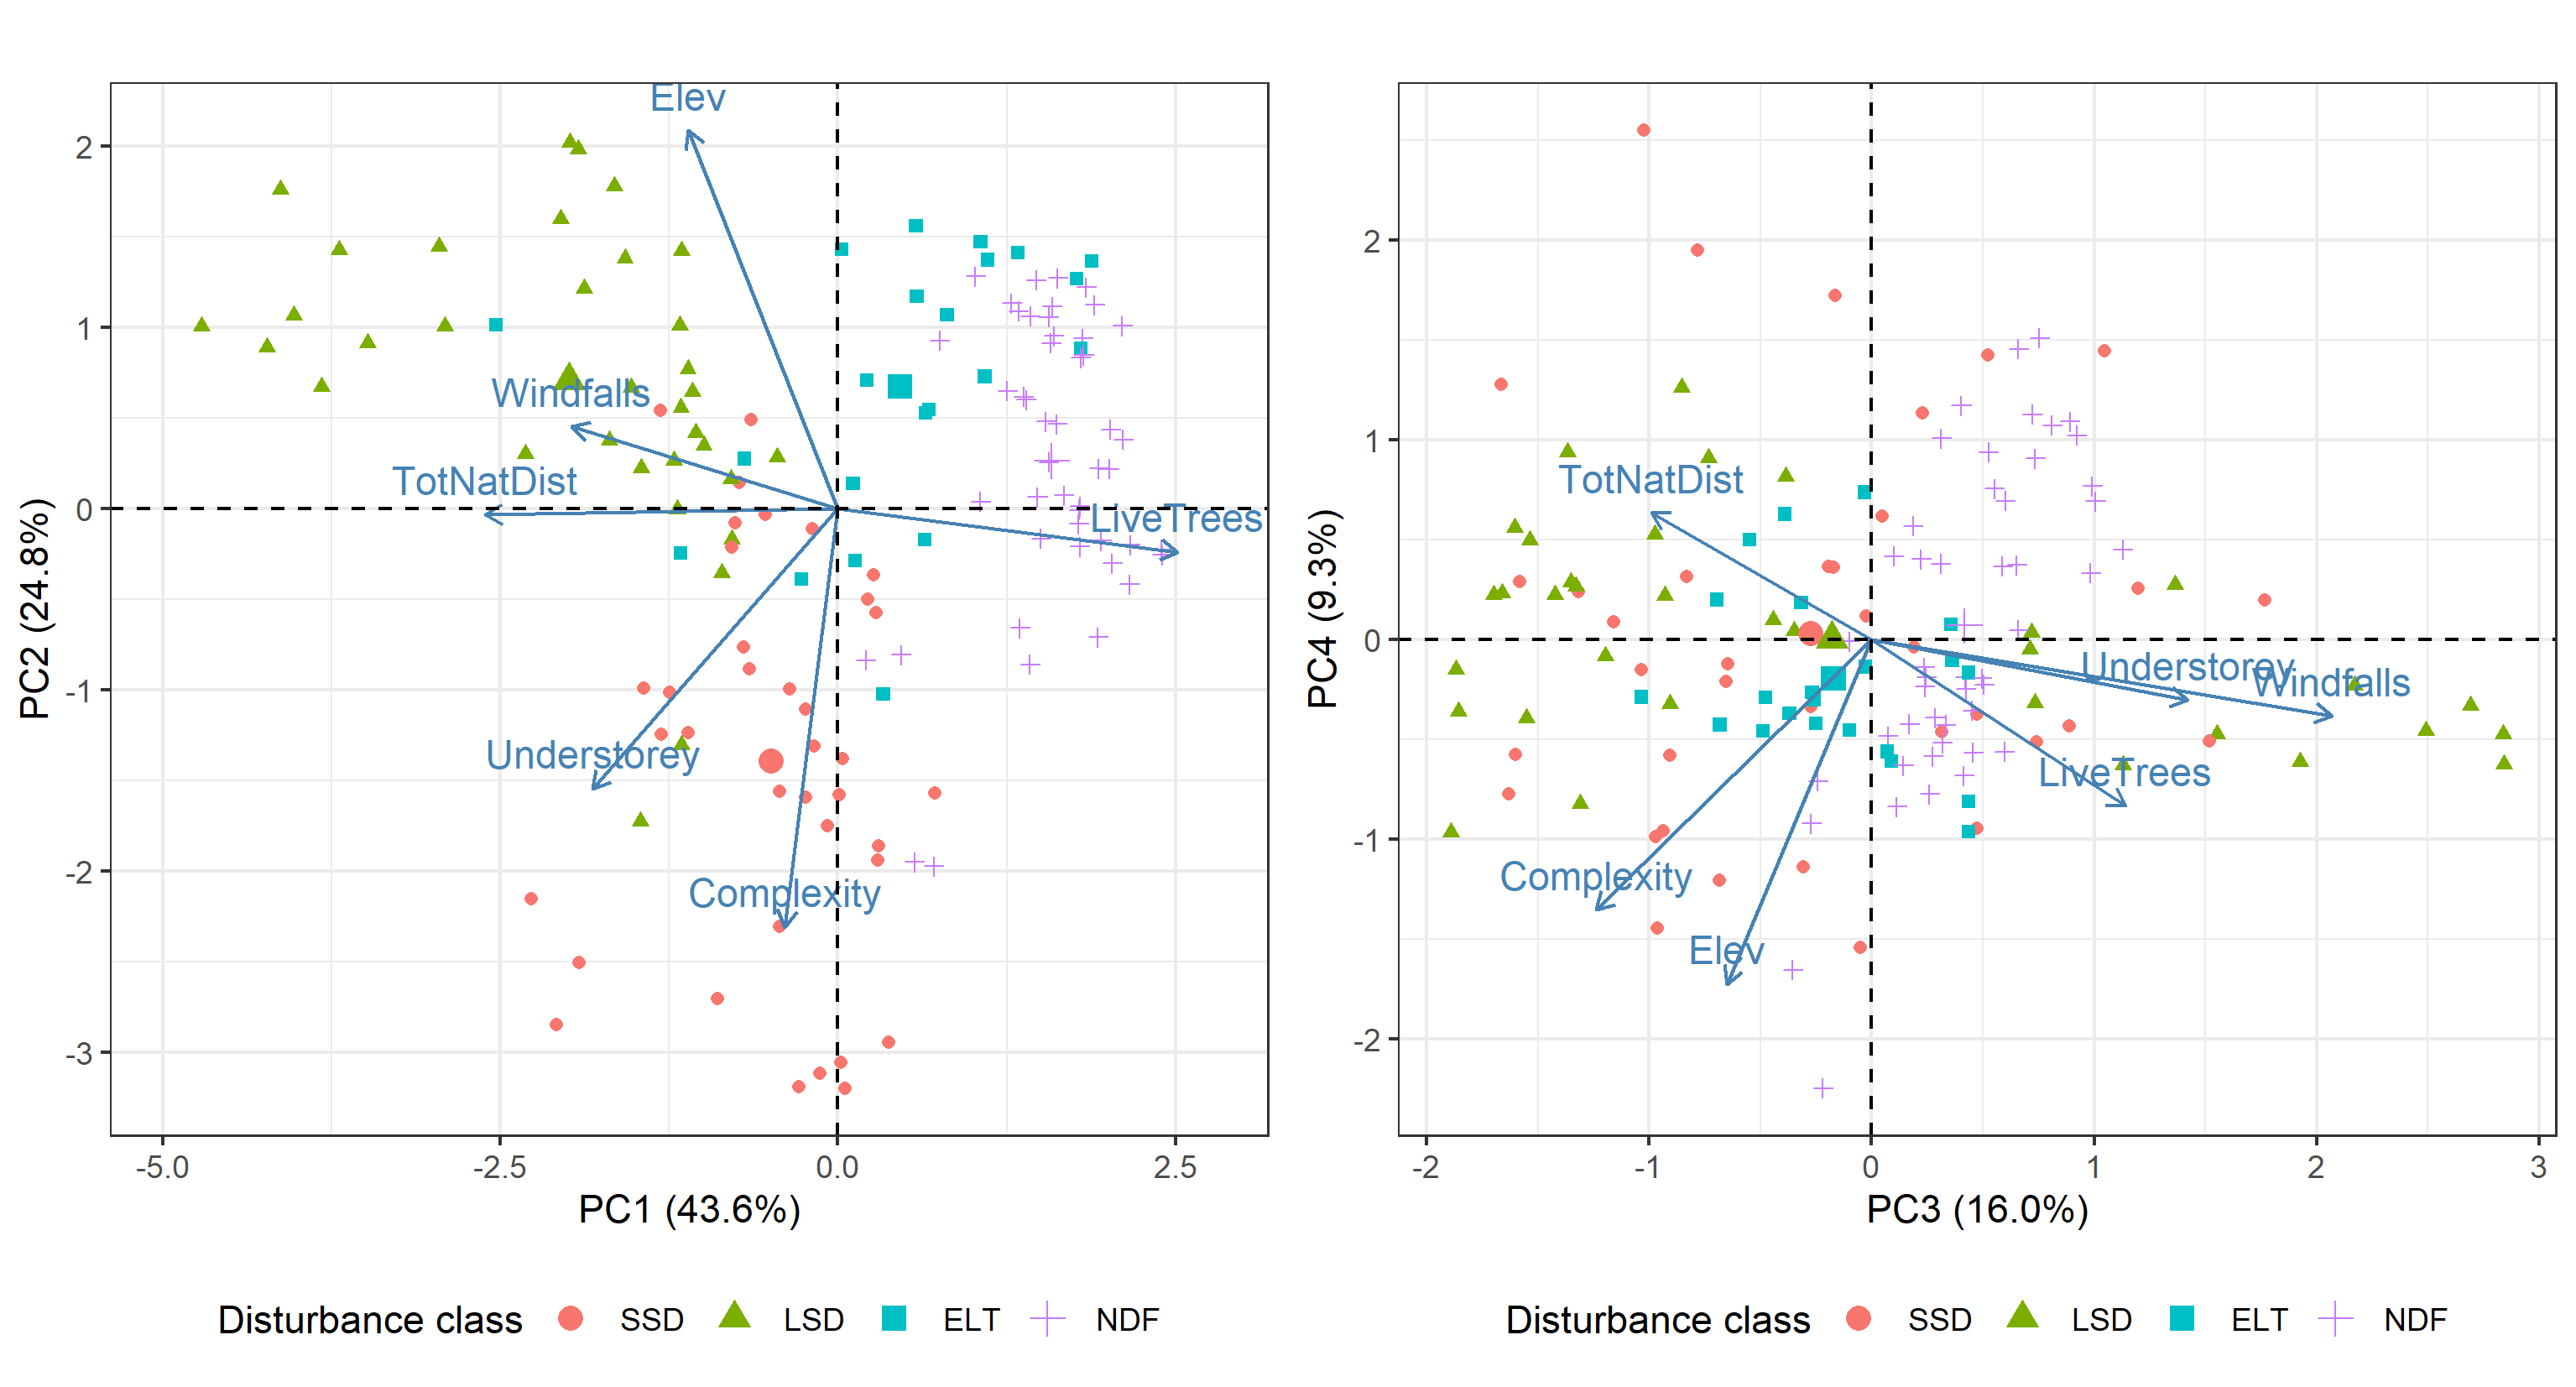 Elev
Windfalls
TotNatDist
LiveTrees
Understorey
Complexity
2
1
0
-1
-2
-3
PC2 (24.8%)
-5.0 -2.5 0.0 2.5
PC1 (43.6%)
Disturbance class SSD LSD ELT NDF
TotNatDist
Understorey
Windfalls
LiveTrees
Complexity
Elev
2
1
0
-1
-2
PC4 (9.3%)
-2 -1 0 1 2 3
PC3 (16.0%)
Disturbance class SSD LSD ELT NDF